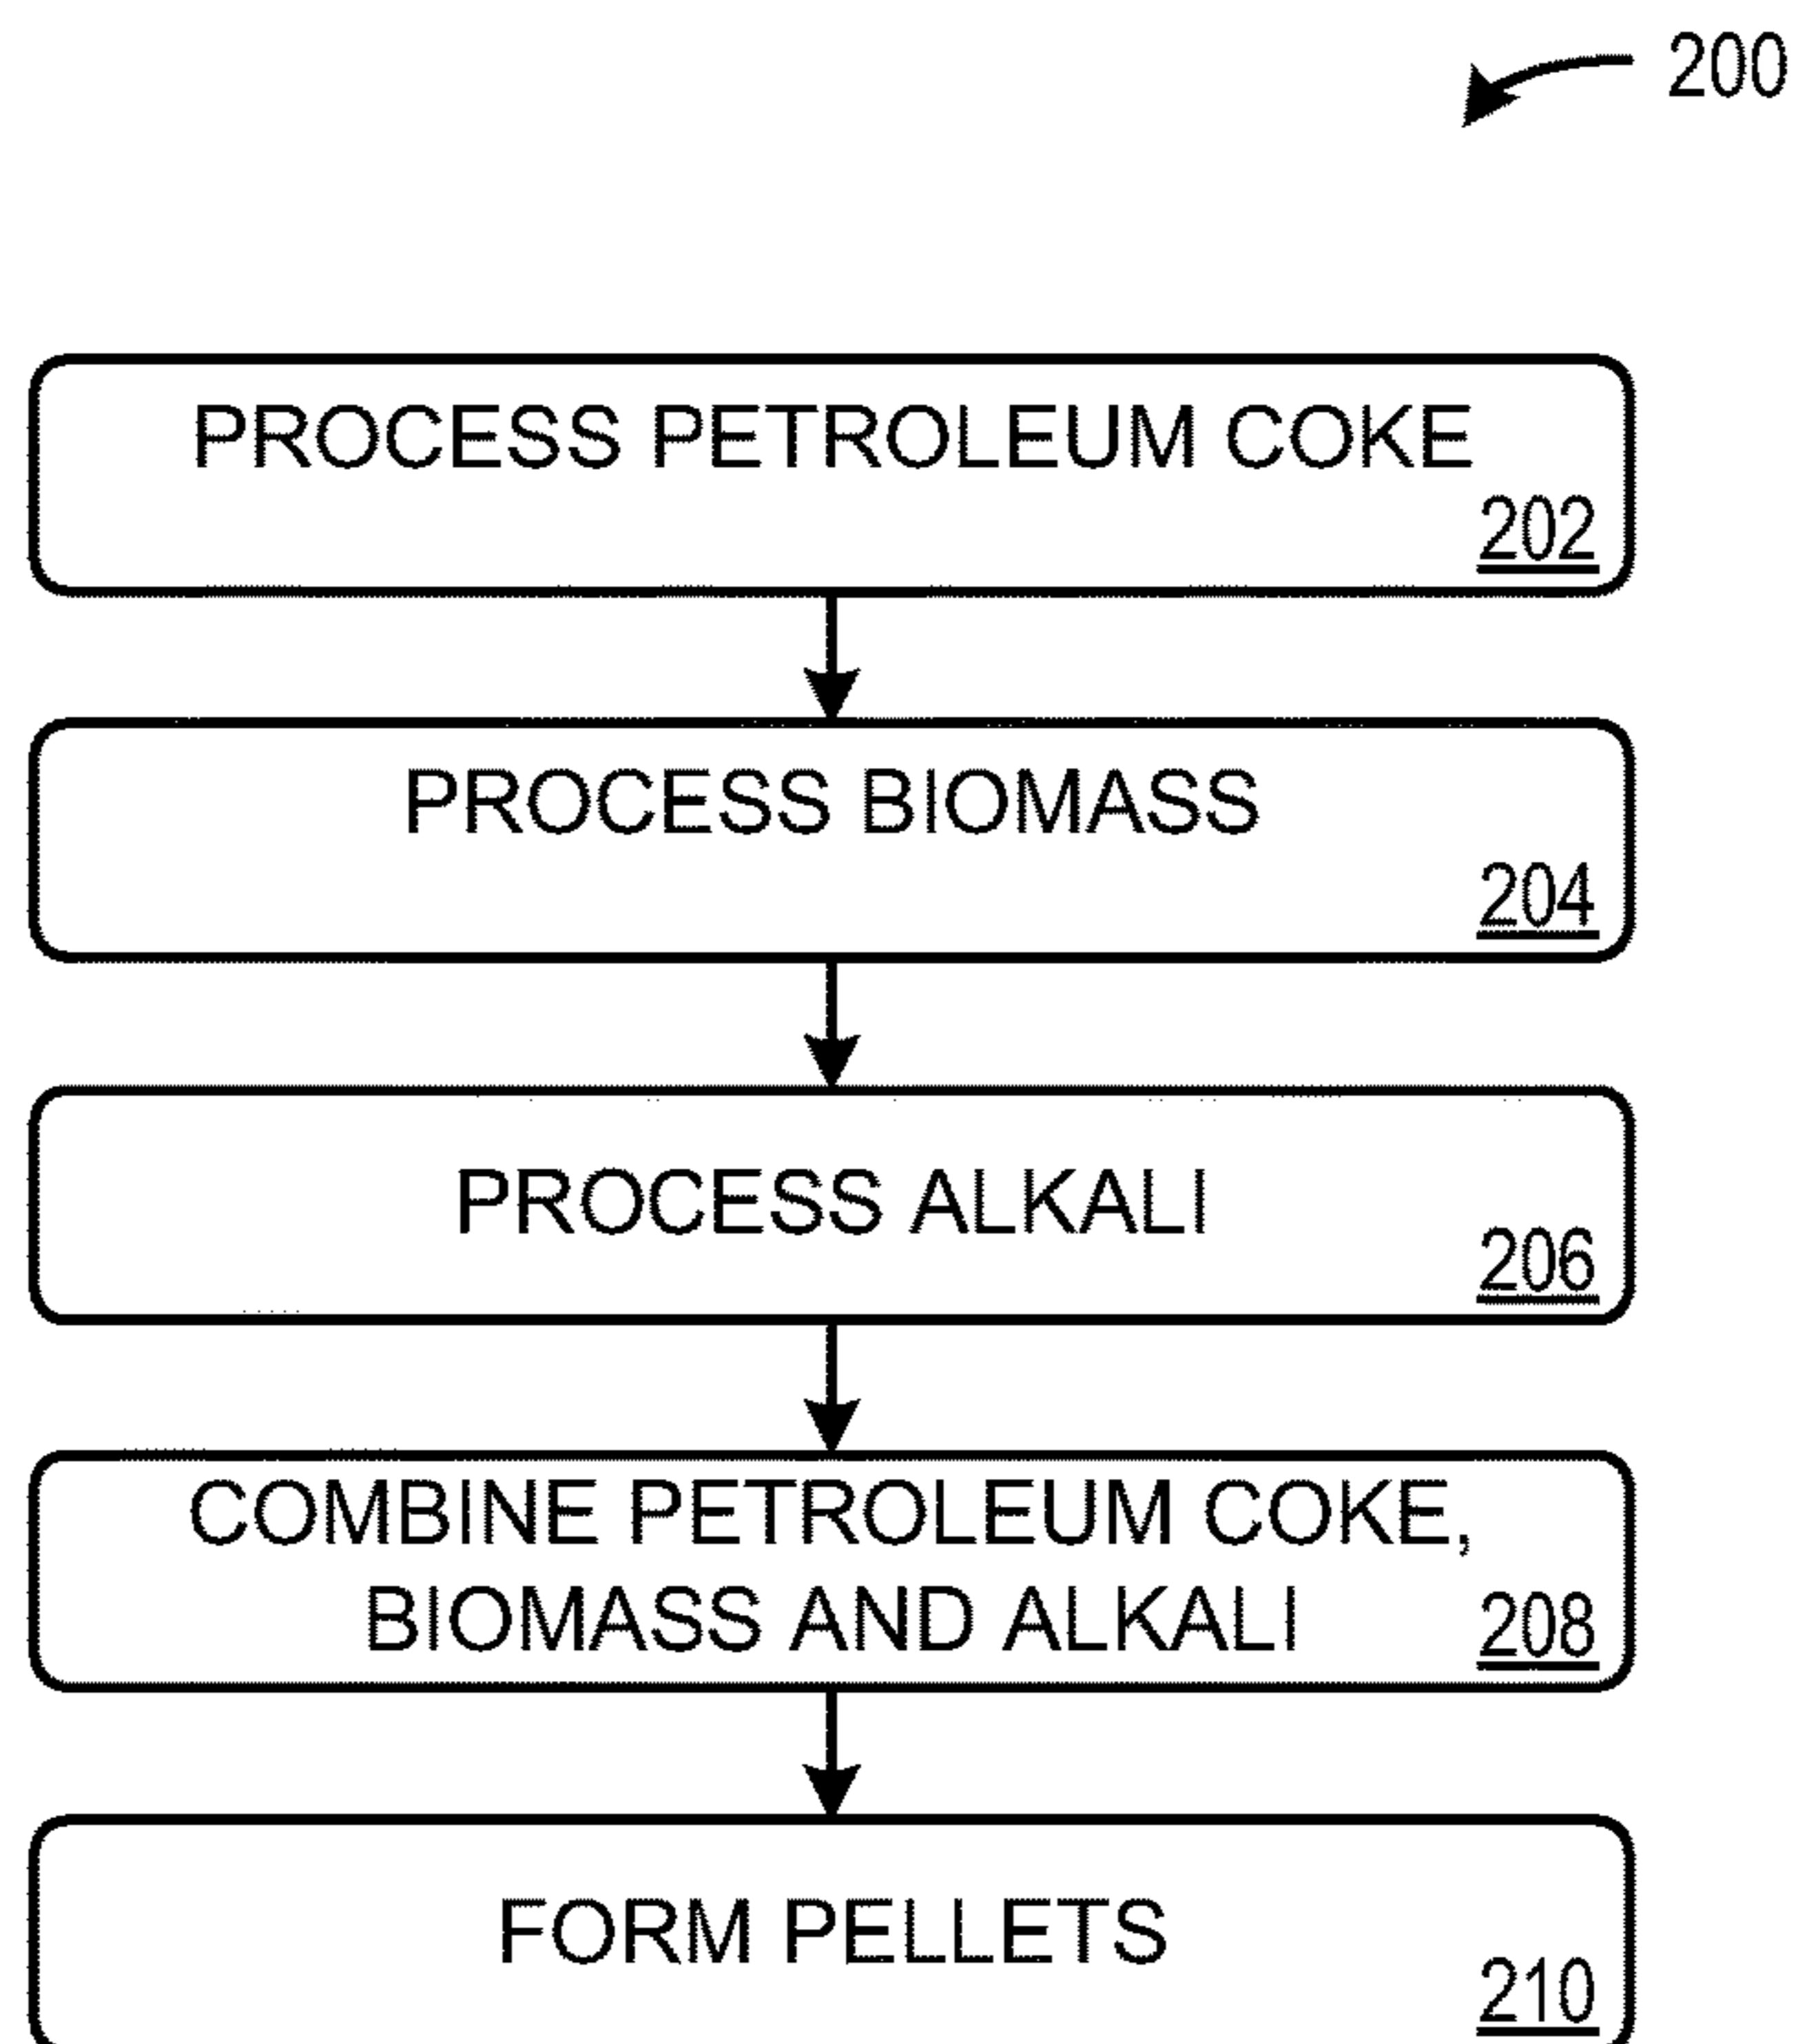 200
PROCESS PETROLEUM COKE
202
PROCESS BIOMASS
204
PROCESS ALKALI
206
COMBINE PETROLEUM COKE,
BIOMASS AND ALKALI
208
FORM PELLETS
210